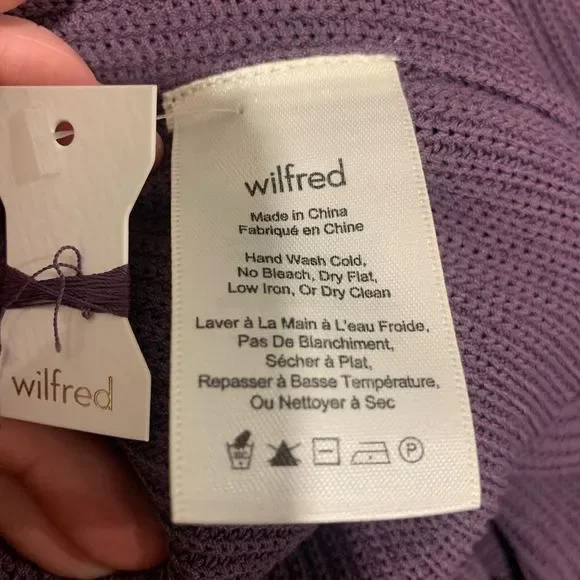 wilfred
Made in China
Fabriqué en Chine
Hand Wash Cold,
No Bleach, Dry Flat,
Low Iron, Or Dry Clean
Laver à La Main à L'eau Froide,
Pas De Blanchiment,
Sécher à Plat,
Repasser à Basse Température,
Ou Nettoyer à Sec
P
wilfred